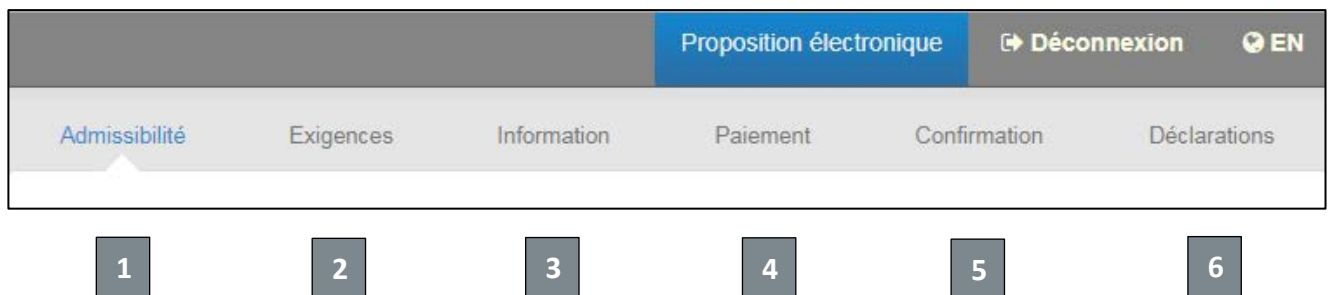 Proposition électronique Déconnexion EN
Admissibilité Exigences Information Paiement Confirmation Déclarations
1 2 3 4 5 6